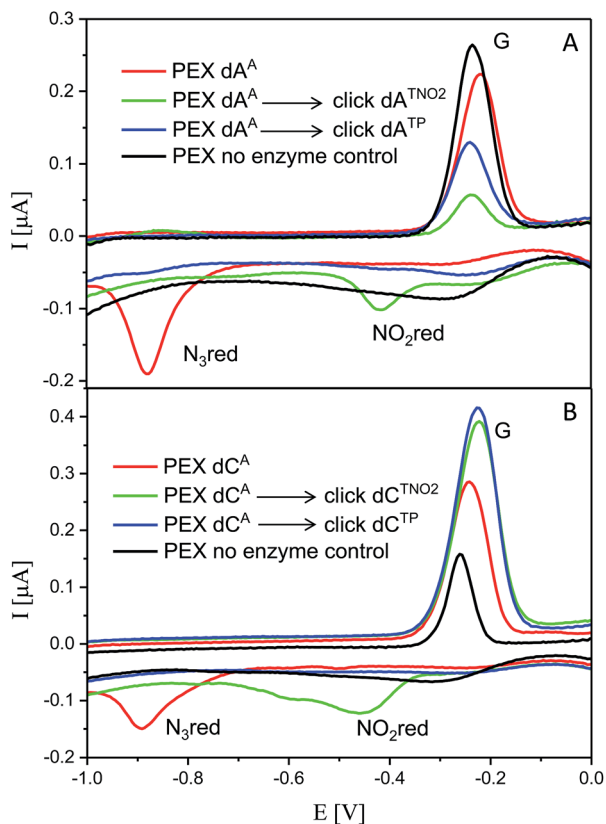 A
G
PEX dA^A
PEX dA^A → click dA^TNO2
PEX dA^A → click dA^TP
PEX no enzyme control
I [µA]
0.3
0.2
0.1
0.0
-0.1
-0.2
N₃red
NO₂red
B
G
PEX dC^A
PEX dC^A → click dC^TNO2
PEX dC^A → click dC^TP
PEX no enzyme control
I [µA]
0.4
0.3
0.2
0.1
0.0
-0.1
-0.2
N₃red
NO₂red
-1.0 -0.8 -0.6 -0.4 -0.2 0.0
E [V]